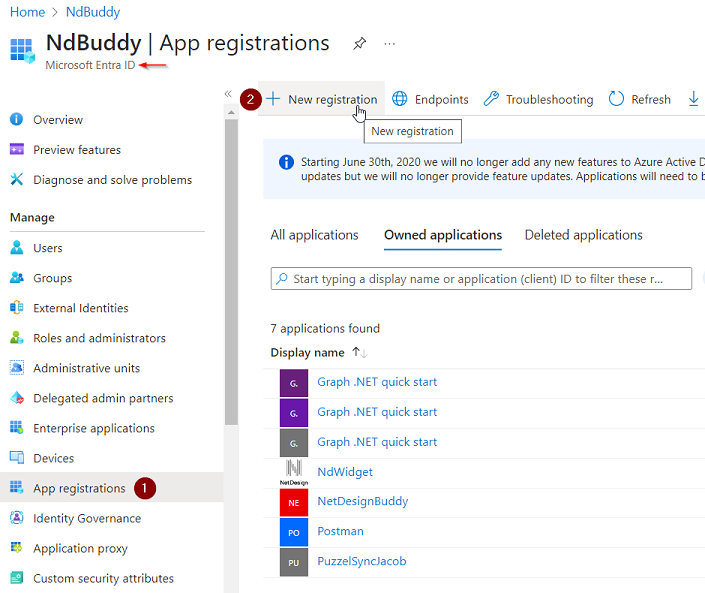 Home > NdBuddy
NdBuddy | App registrations
Microsoft Entra ID
Overview
Preview features
Diagnose and solve problems
Manage
Users
Groups
External Identities
Roles and administrators
Administrative units
Delegated admin partners
Enterprise applications
Devices
App registrations 1
Identity Governance
Application proxy
Custom security attributes
2 New registration Endpoints Troubleshooting Refresh
New registration
Starting June 30th, 2020 we will no longer add any new features to Azure Active D
updates but we will no longer provide feature updates. Applications will need to b
All applications Owned applications Deleted applications
Start typing a display name or application (client) ID to filter these r...
7 applications found
Display name
G. Graph .NET quick start
G. Graph .NET quick start
G. Graph .NET quick start
NetDesign NdWidget
NE NetDesignBuddy
PO Postman
PU PuzzelSyncJacob